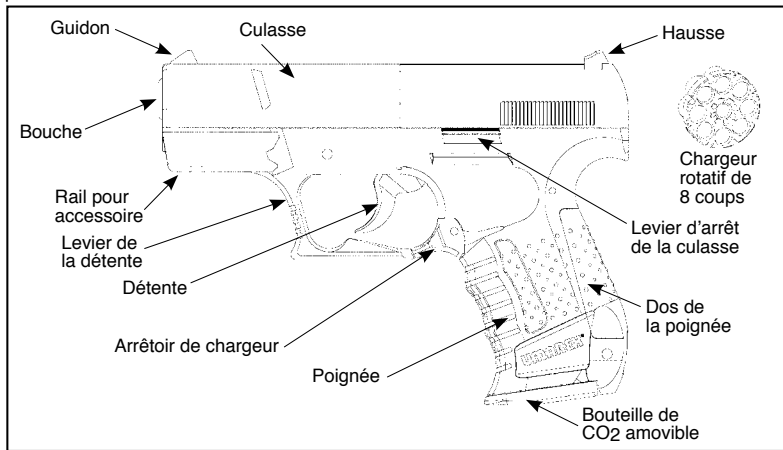 Guidon
Culasse
Hausse
Bouche
Chargeur
rotatif de
8 coups
Rail pour
accessoire
Levier de
la détente
Levier d'arrêt
de la culasse
Détente
Dos de
la poignée
Arrêtoir de chargeur
Poignée
umarex
Bouteille de
CO2 amovible